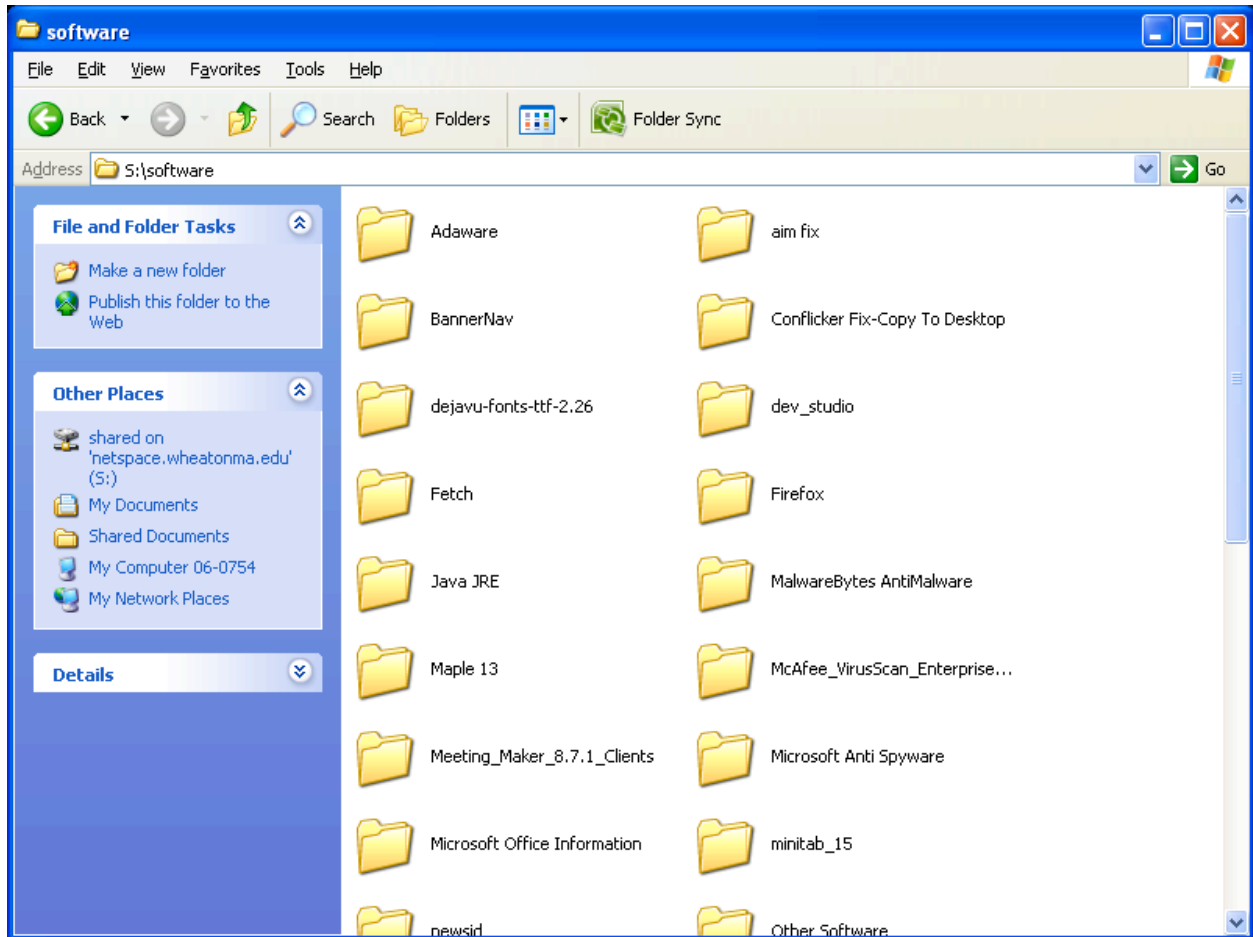 software
File Edit View Favorites Tools Help
Back Search Folders Folder Sync
Address S:\software Go
File and Folder Tasks
Make a new folder
Publish this folder to the
Web
Other Places
shared on
'netspace.wheatonma.edu'
(S:)
My Documents
Shared Documents
My Computer 06-0754
My Network Places
Details
Adaware aim fix
BannerNav Conflicker Fix-Copy To Desktop
dejavu-fonts-ttf-2.26 dev_studio
Fetch Firefox
Java JRE MalwareBytes AntiMalware
Maple 13 McAfee_VirusScan_Enterprise...
Meeting_Maker_8.7.1_Clients Microsoft Anti Spyware
Microsoft Office Information minitab_15
newsid Other Software